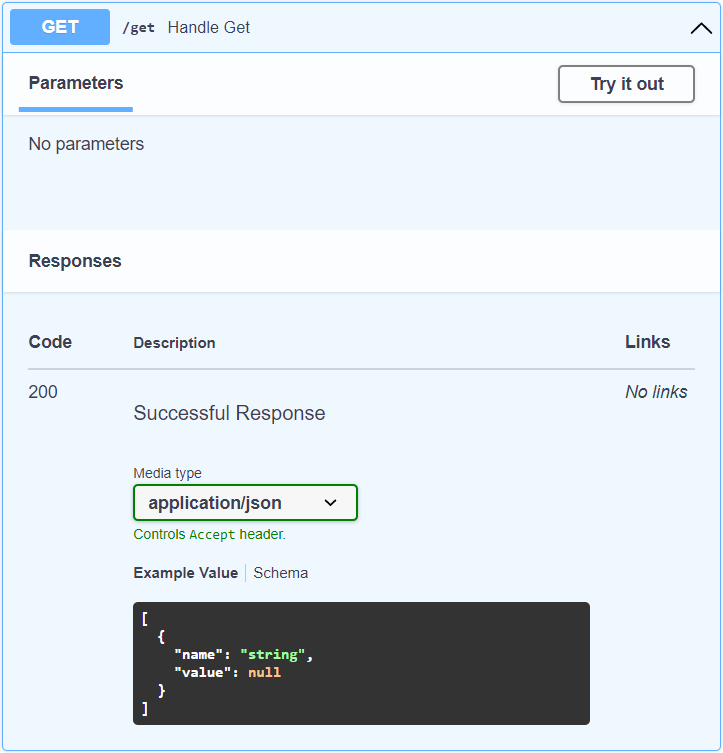 GET /get Handle Get
Parameters Try it out
No parameters
Responses
Code Description Links
200 No links
Successful Response
Media type
application/json
Controls Accept header.
Example Value Schema
[
  {
    "name": "string",
    "value": null
  }
]